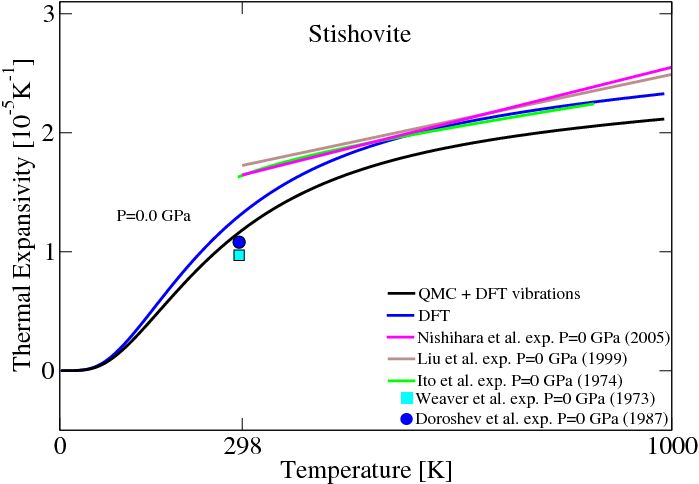 Stishovite
3
2
1
0
Thermal Expansivity [10-5K-1]
P=0.0 GPa
QMC + DFT vibrations
DFT
Nishihara et al. exp. P=0 GPa (2005)
Liu et al. exp. P=0 GPa (1999)
Ito et al. exp. P=0 GPa (1974)
Weaver et al. exp. P=0 GPa (1973)
Doroshev et al. exp. P=0 GPa (1987)
0 298 1000
Temperature [K]